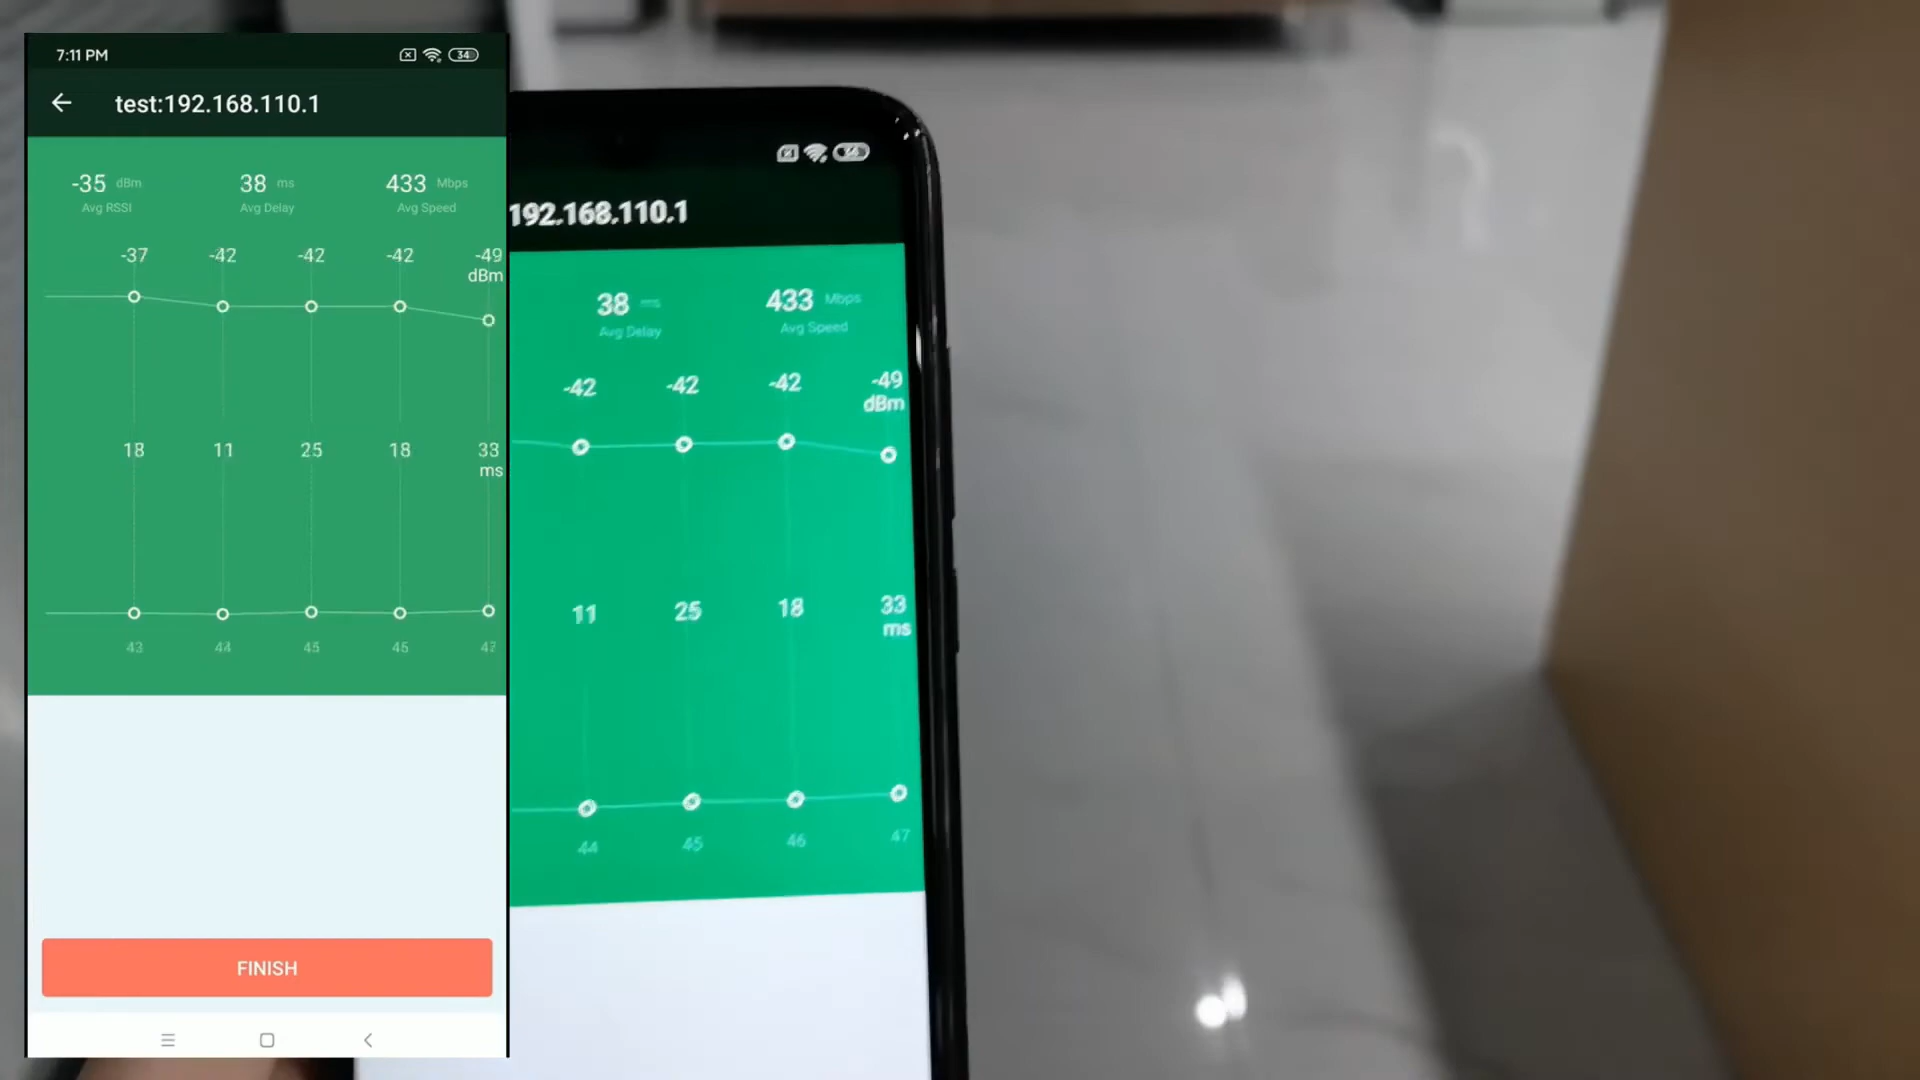 7:11 PM
34
test:192.168.110.1
-35 dBm
38 ms
433 Mbps
Avg RSSI
Avg Delay
Avg Speed
-37
-42
-42
-42
-49
dBm
18
11
25
18
33
ms
43
44
45
FINISH
192.168.110.1
38 ms
433 Mbps
Avg Delay
Avg Speed
-42
-42
-42
-49
dBm
11
25
18
33
ms
44
45
46
47